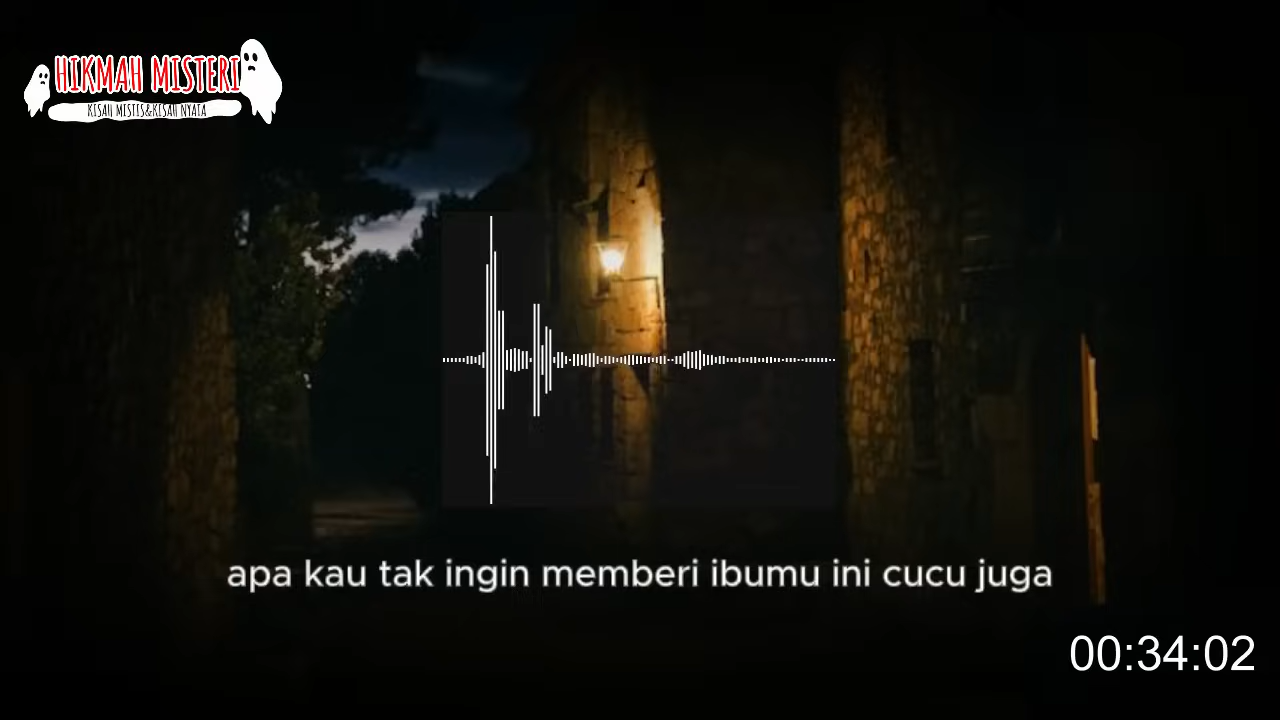 HIKMAH MISTERI
KISAH MISTIS&KISAH NYATA
apa kau tak ingin memberi ibumu ini cucu juga
00:34:02